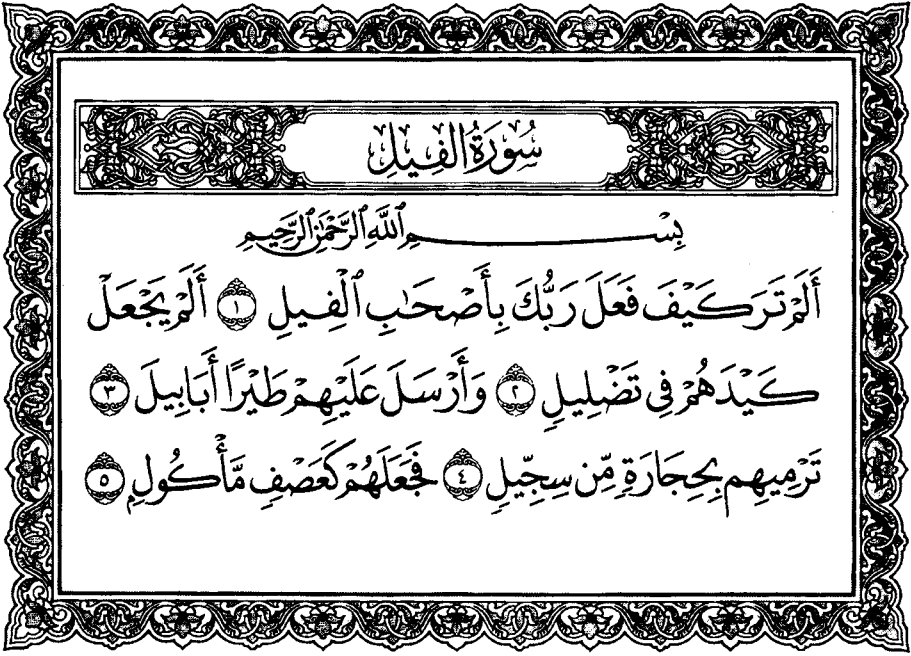 سُورَةُ الفِيلِ
بِسْمِ ٱللَّهِ ٱلرَّحْمَٰنِ ٱلرَّحِيمِ
أَلَمْ تَرَ كَيْفَ فَعَلَ رَبُّكَ بِأَصْحَٰبِ ٱلْفِيلِ ١ أَلَمْ يَجْعَلْ
كَيْدَهُمْ فِي تَضْلِيلٍ ٢ وَأَرْسَلَ عَلَيْهِمْ طَيْرًا أَبَابِيلَ ٣
تَرْمِيهِم بِحِجَارَةٍ مِّن سِجِّيلٍ ٤ فَجَعَلَهُمْ كَعَصْفٍ مَّأْكُولٍ ٥